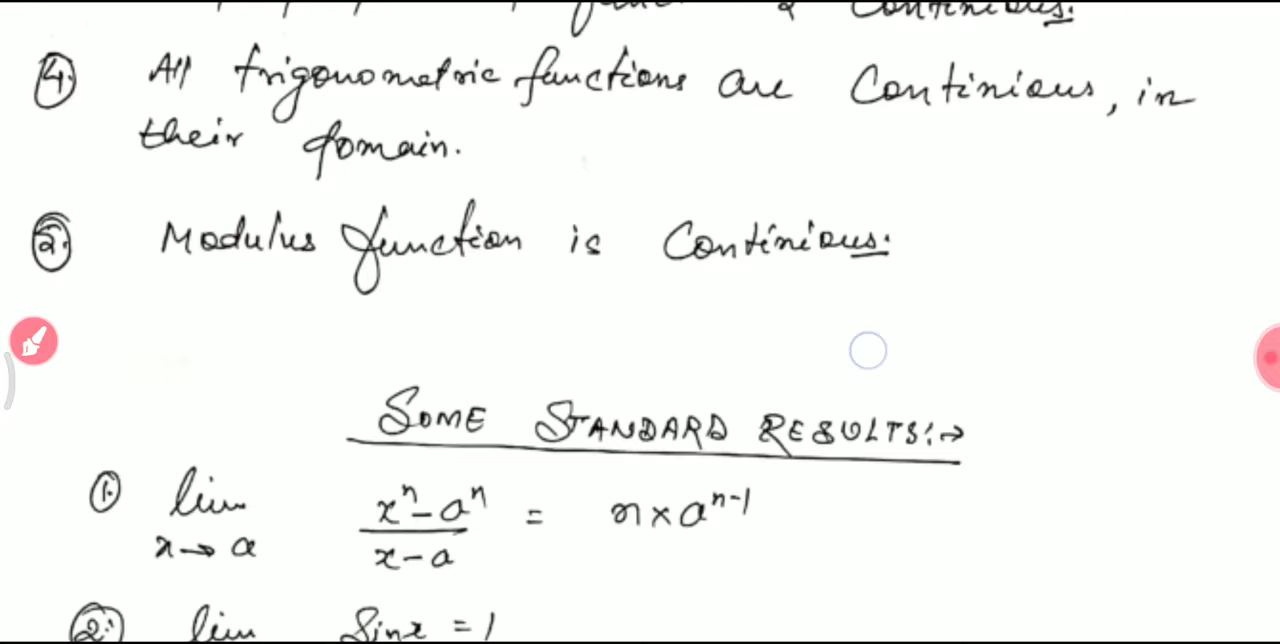 Continious.
④ All trigonometric functions are Continious, in
their domain.
⑤ Modulus function is Continious.
SOME STANDARD RESULTS:→
① lim x→a (xⁿ - aⁿ)/(x - a) = n × aⁿ⁻¹
② lim Sinx = 1